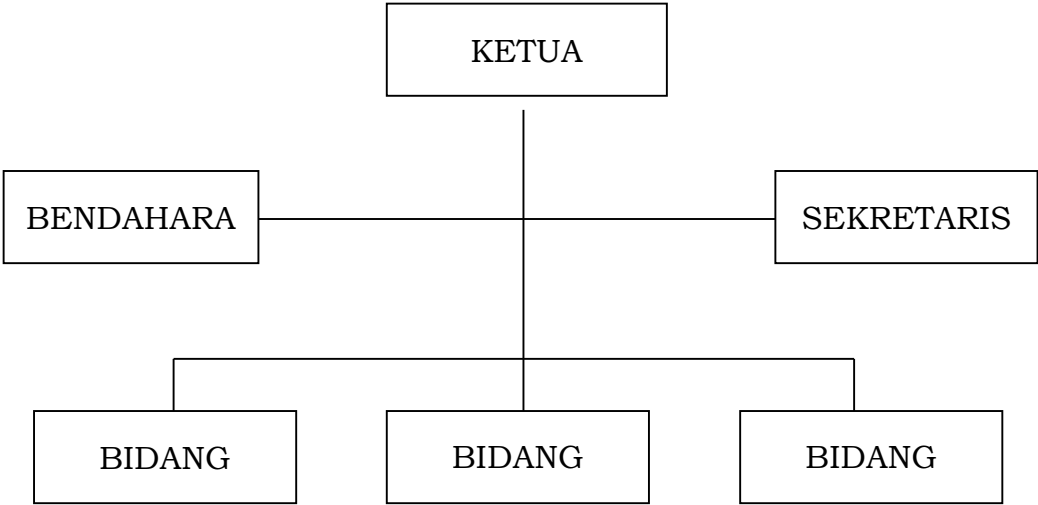 KETUA
BENDAHARA
SEKRETARIS
BIDANG
BIDANG
BIDANG